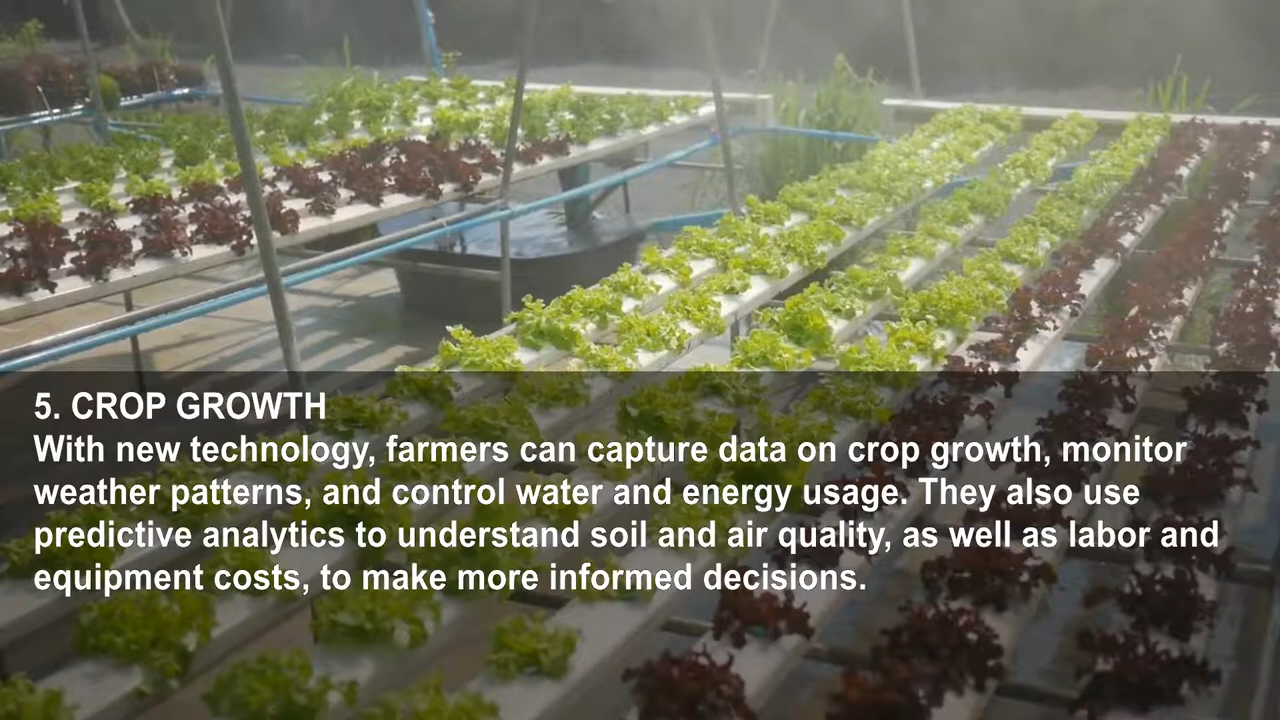 5. CROP GROWTH
With new technology, farmers can capture data on crop growth, monitor
weather patterns, and control water and energy usage. They also use
predictive analytics to understand soil and air quality, as well as labor and
equipment costs, to make more informed decisions.